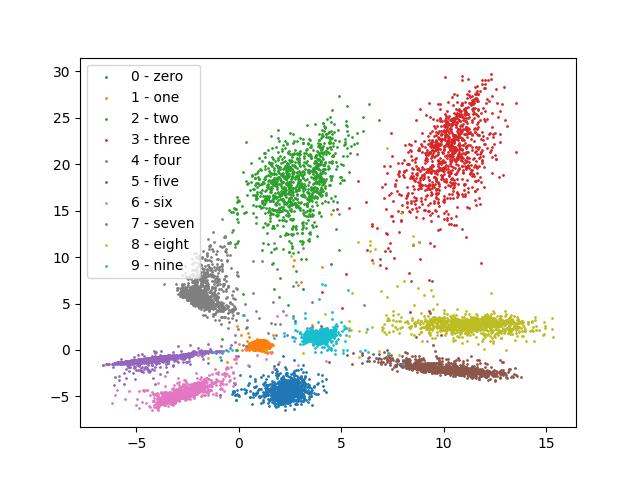 0 - zero
1 - one
2 - two
3 - three
4 - four
5 - five
6 - six
7 - seven
8 - eight
9 - nine
30
25
20
15
10
5
0
−5
−5
0
5
10
15